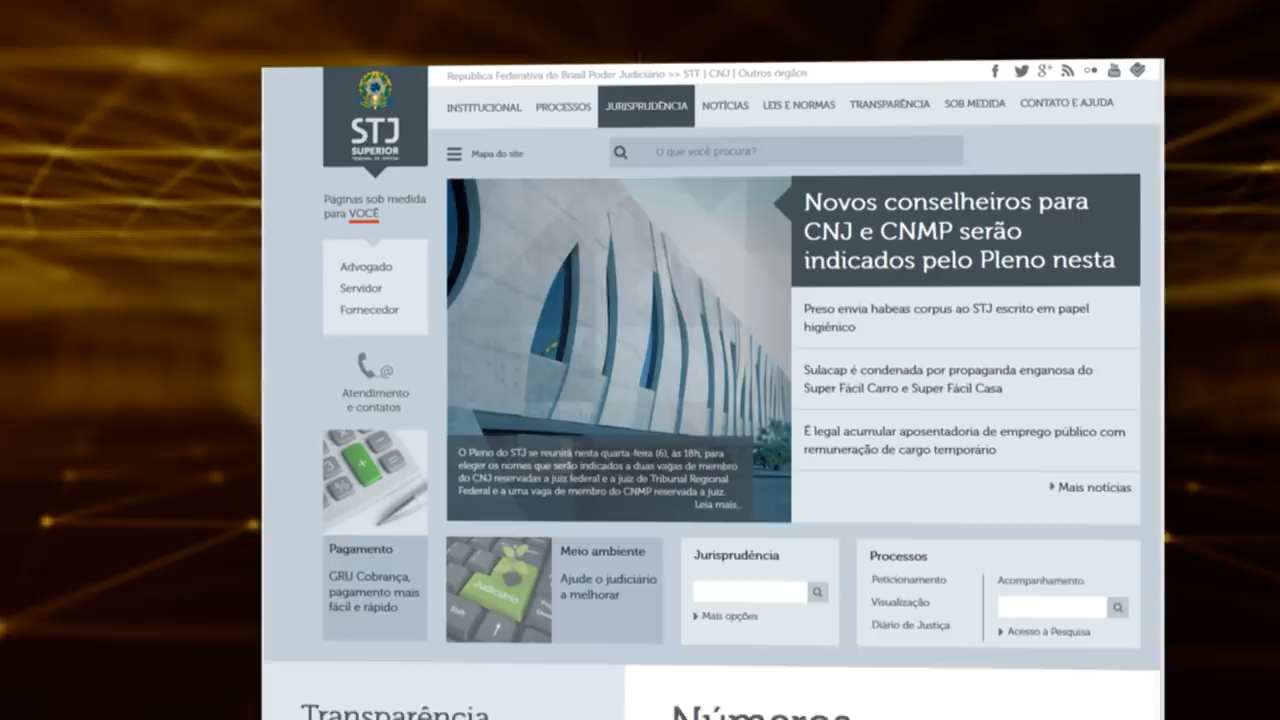 República Federativa do Brasil Poder Judiciário >> STF | CNJ | Outros órgãos
STJ
SUPERIOR
TRIBUNAL DE JUSTIÇA
INSTITUCIONAL PROCESSOS JURISPRUDÊNCIA NOTÍCIAS LEIS E NORMAS TRANSPARÊNCIA SOB MEDIDA CONTATO E AJUDA
Mapa do site
O que você procura?
Páginas sob medida
para VOCÊ
Advogado
Servidor
Fornecedor
Atendimento
e contatos
Novos conselheiros para
CNJ e CNMP serão
indicados pelo Pleno nesta
Preso envia habeas corpus ao STJ escrito em papel
higiênico
Sulacap é condenada por propaganda enganosa do
Super Fácil Carro e Super Fácil Casa
É legal acumular aposentadoria de emprego público com
remuneração de cargo temporário
Mais notícias
O Pleno do STJ se reunirá nesta quarta-feira (6), às 18h, para
eleger os nomes que serão indicados a duas vagas de membro
do CNJ reservadas a juiz federal e a juiz de Tribunal Regional
Federal e a uma vaga de membro do CNMP reservada a juiz.
Leia mais...
Pagamento
GRU Cobrança,
pagamento mais
fácil e rápido
Judiciário
Shift
Meio ambiente
Ajude o judiciário
a melhorar
Jurisprudência
Mais opções
Processos
Peticionamento
Visualização
Diário de Justiça
Acompanhamento
Acesso à Pesquisa
Transparência
Números